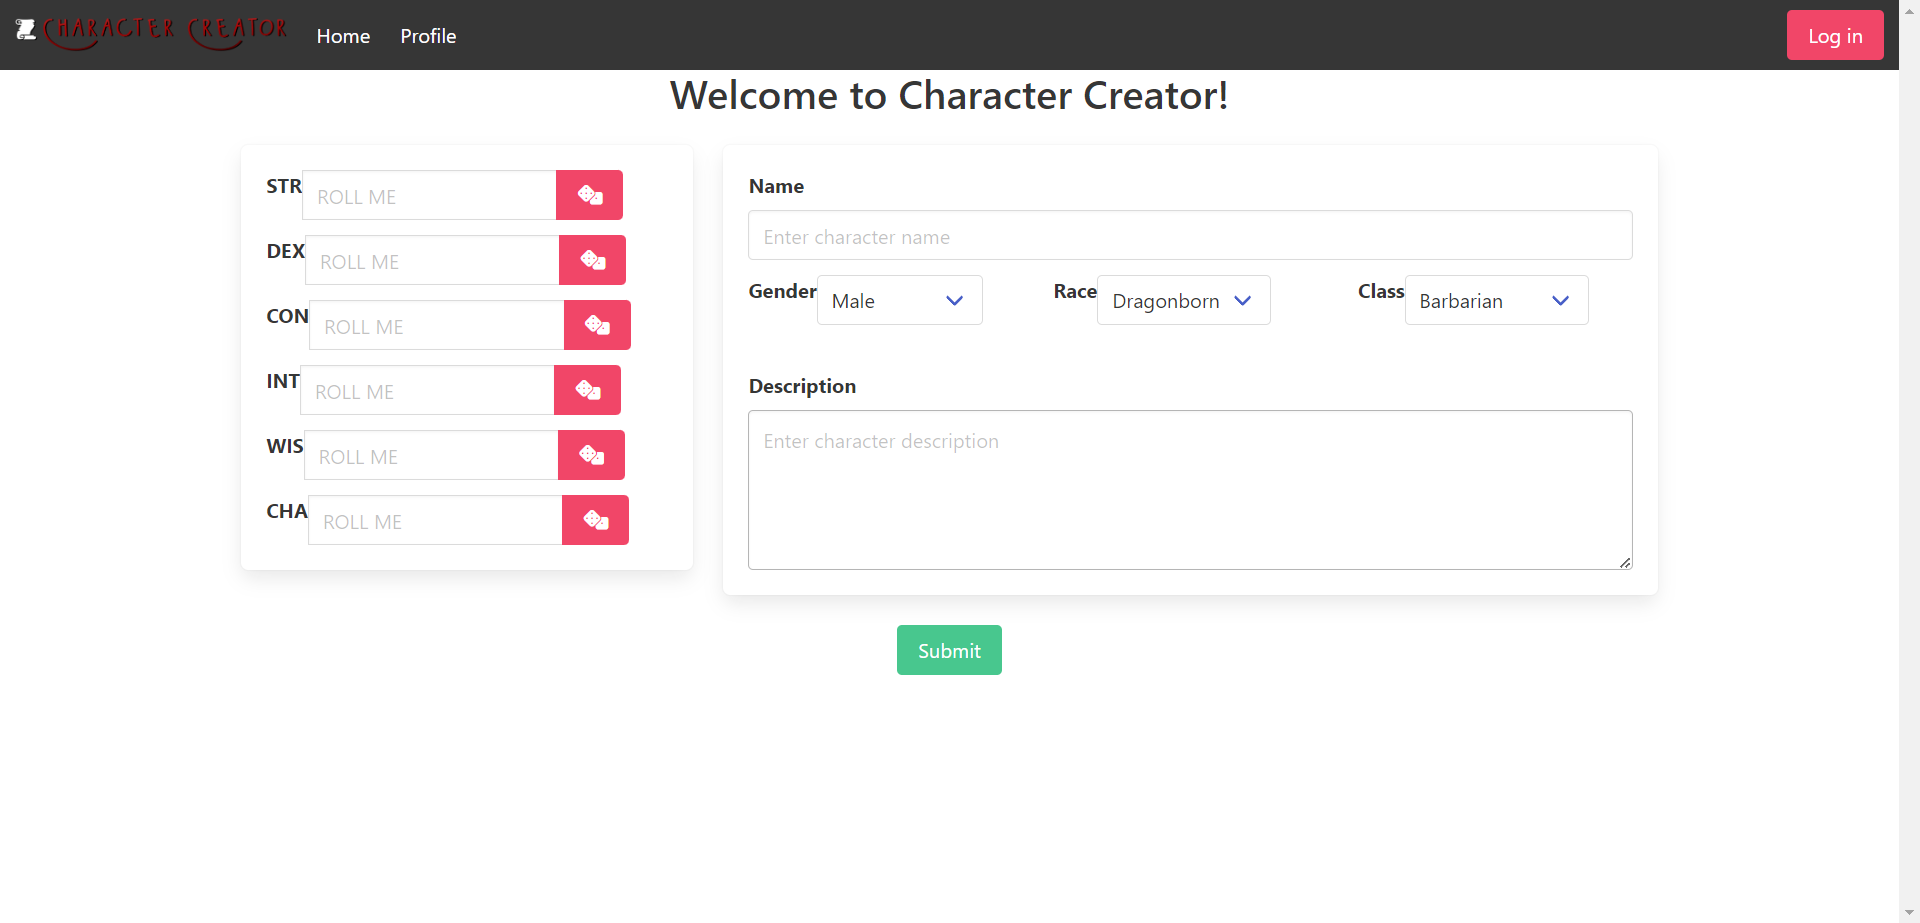 CHARACTER CREATOR Home Profile Log in
Welcome to Character Creator!
STR ROLL ME
DEX ROLL ME
CON ROLL ME
INT ROLL ME
WIS ROLL ME
CHA ROLL ME
Name
Enter character name
Gender Male Race Dragonborn Class Barbarian
Description
Enter character description
Submit